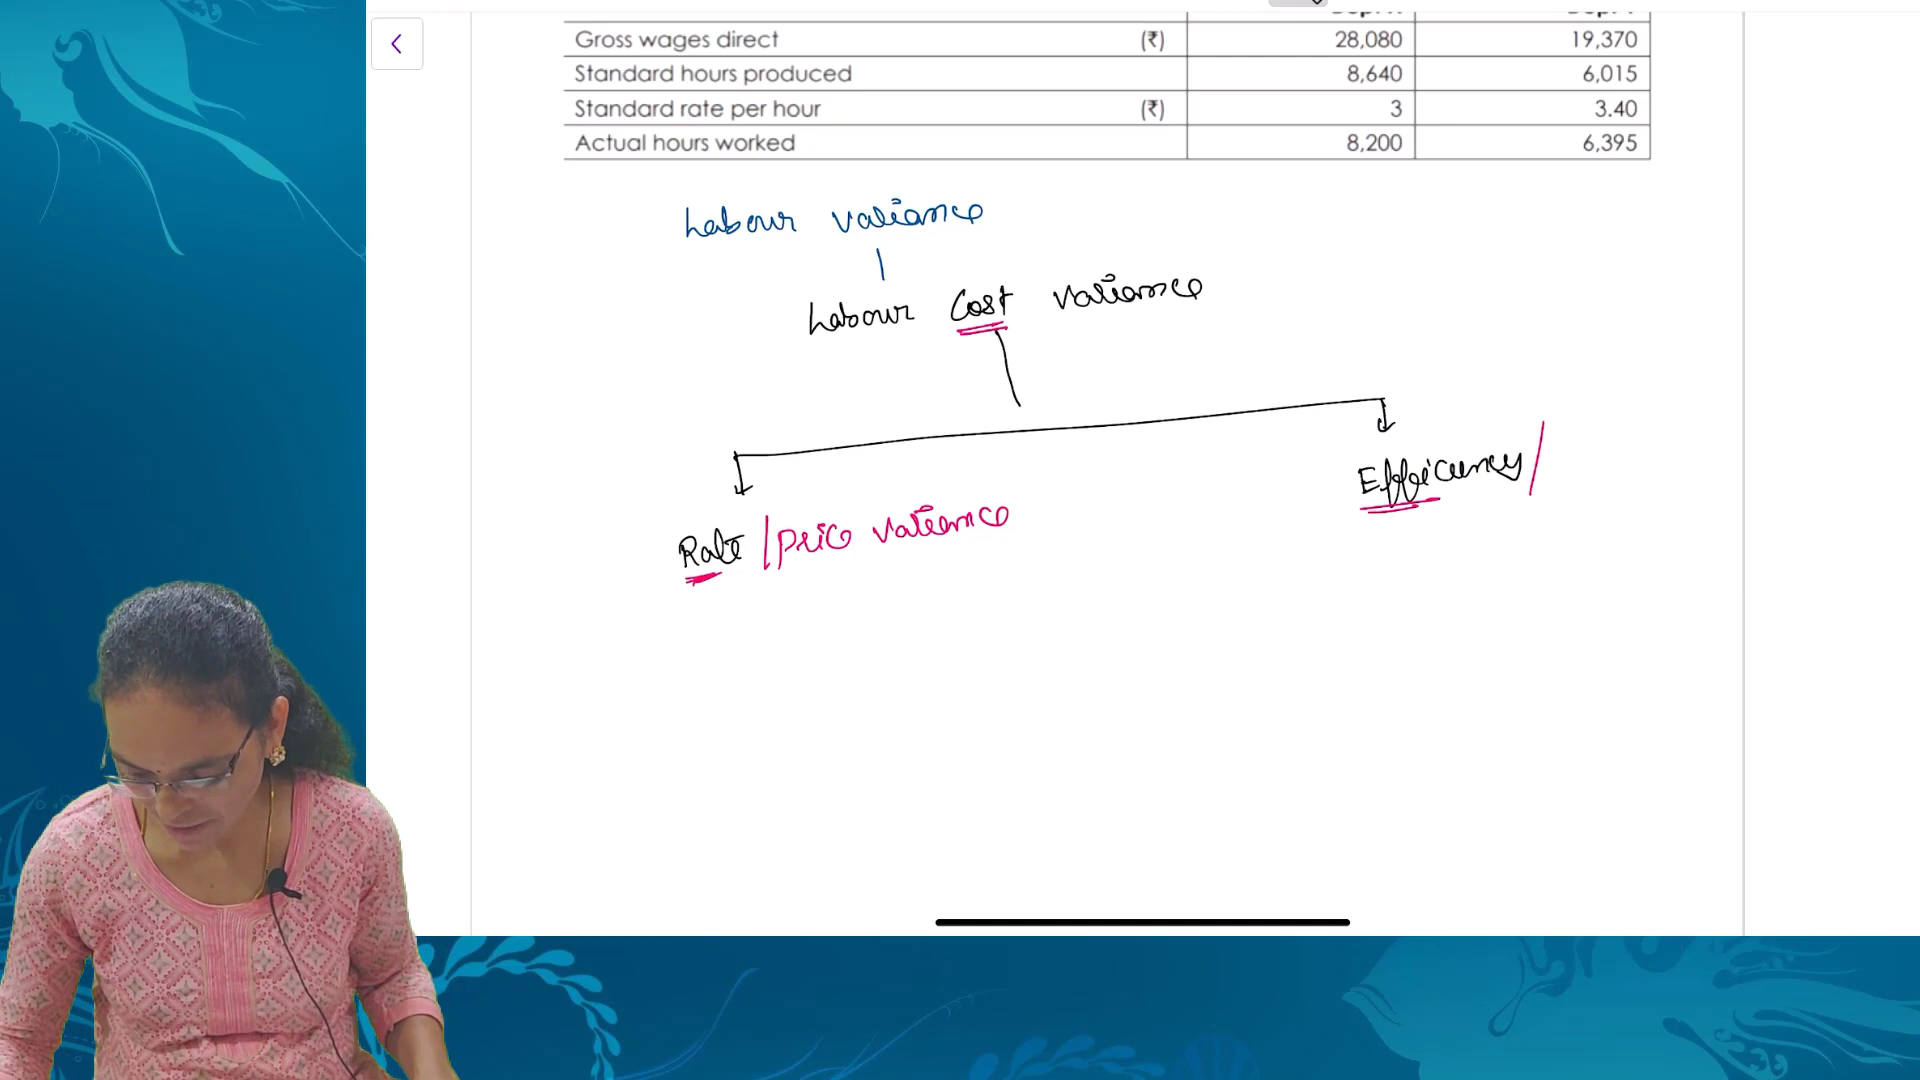 Gross wages direct (₹) 28,080 19,370
Standard hours produced 8,640 6,015
Standard rate per hour (₹) 3 3.40
Actual hours worked 8,200 6,395
Labour variance
Labour Cost variance
Efficiency/
Rate /Price variance